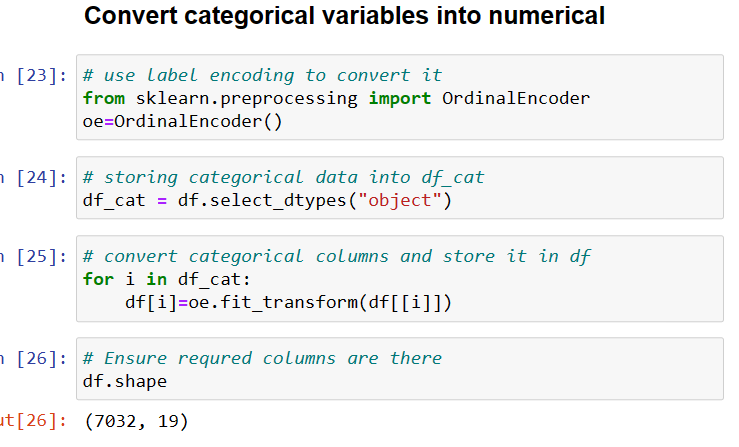 Convert categorical variables into numerical
n [23]: # use label encoding to convert it
from sklearn.preprocessing import OrdinalEncoder
oe=OrdinalEncoder()
n [24]: # storing categorical data into df_cat
df_cat = df.select_dtypes("object")
n [25]: # convert categorical columns and store it in df
for i in df_cat:
    df[i]=oe.fit_transform(df[[i]])
n [26]: # Ensure requred columns are there
df.shape
ut[26]: (7032, 19)